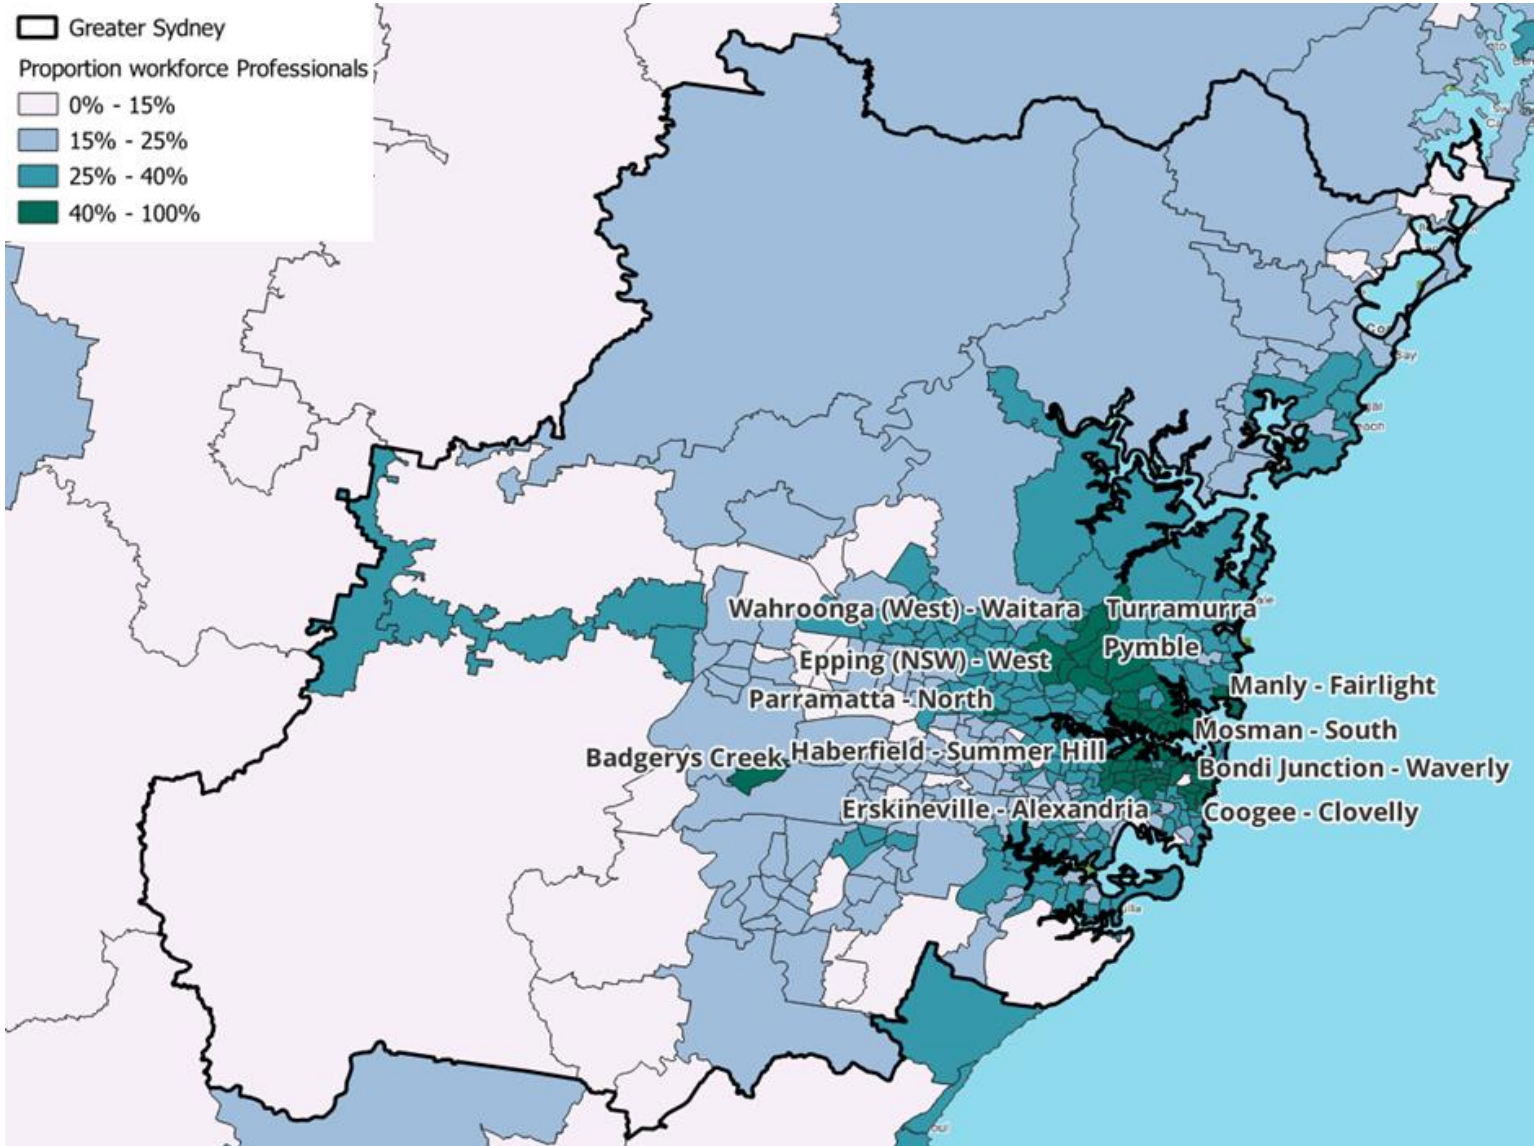 Greater Sydney
Proportion workforce Professionals
0% - 15%
15% - 25%
25% - 40%
40% - 100%
Wahroonga (West) - Waitara
Turramurra
Pymble
Epping (NSW) - West
Manly - Fairlight
Parramatta - North
Mosman - South
Badgerys Creek
Haberfield - Summer Hill
Bondi Junction - Waverly
Erskineville - Alexandria
Coogee - Clovelly